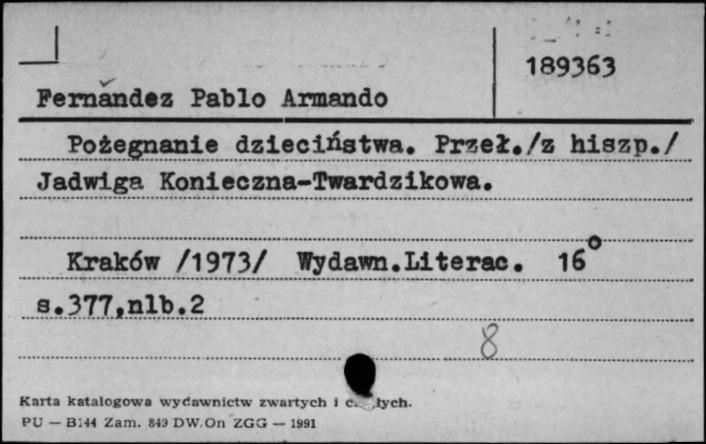 189363
Fernández Pablo Armando
Pożegnanie dzieciństwa. Przeł./z hiszp./
Jadwiga Konieczna-Twardzikowa.
Kraków /1973/ Wydawn.Literac. 16°
s.377,nlb.2
8
Karta katalogowa wydawnictw zwartych i
PU — B144 Zam. 849 DW.On ZGG — 1991